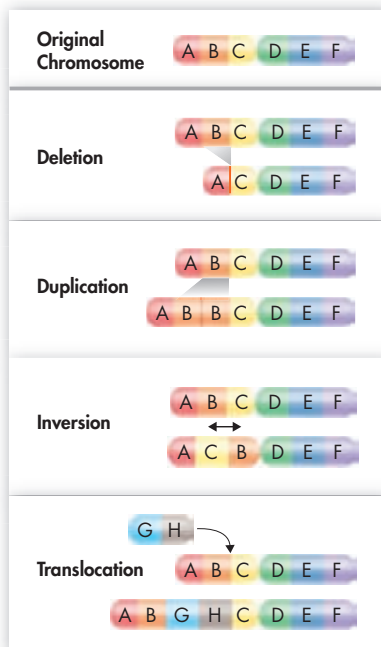 Original
Chromosome
A B C D E F
Deletion
A B C D E F
A C D E F
Duplication
A B C D E F
A B B C D E F
Inversion
A B C D E F
A C B D E F
Translocation
G H
A B C D E F
A B G H C D E F